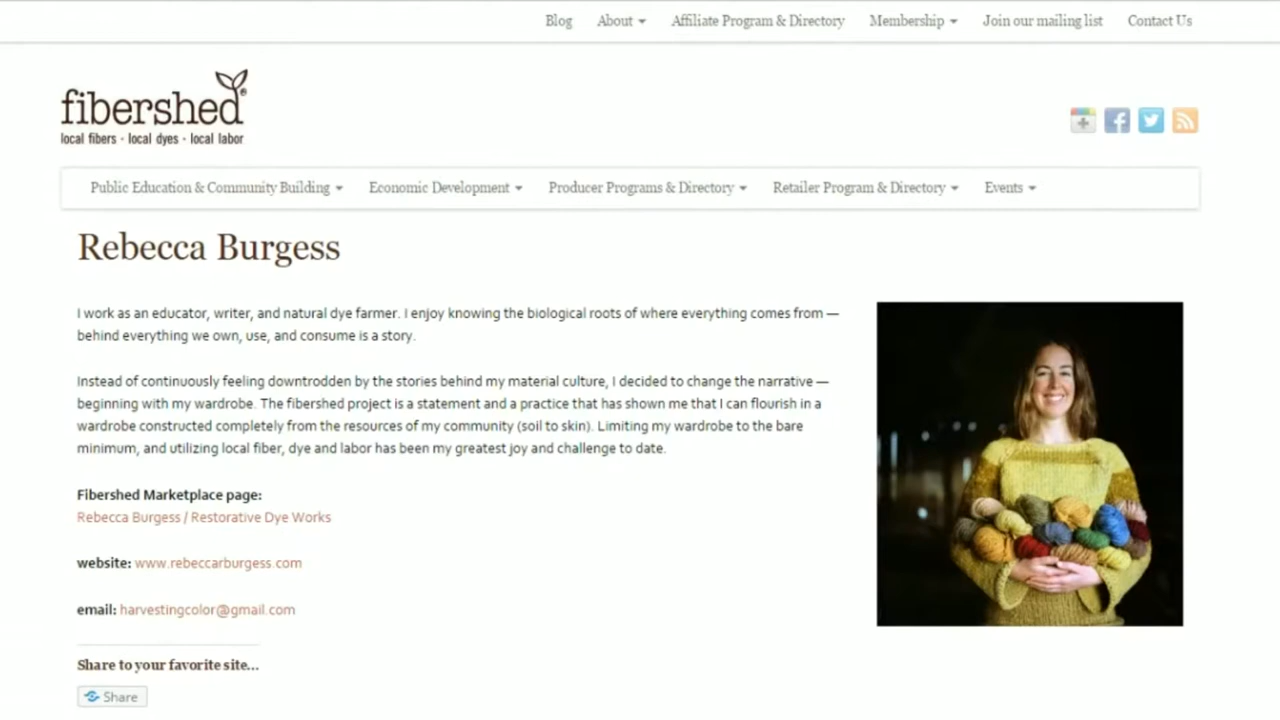 Blog About Affiliate Program & Directory Membership Join our mailing list Contact Us
fibershed®
local fibers · local dyes · local labor
Public Education & Community Building Economic Development Producer Programs & Directory Retailer Program & Directory Events
Rebecca Burgess
I work as an educator, writer, and natural dye farmer. I enjoy knowing the biological roots of where everything comes from —
behind everything we own, use, and consume is a story.
Instead of continuously feeling downtrodden by the stories behind my material culture, I decided to change the narrative —
beginning with my wardrobe. The fibershed project is a statement and a practice that has shown me that I can flourish in a
wardrobe constructed completely from the resources of my community (soil to skin). Limiting my wardrobe to the bare
minimum, and utilizing local fiber, dye and labor has been my greatest joy and challenge to date.
Fibershed Marketplace page:
Rebecca Burgess / Restorative Dye Works
website: www.rebeccarburgess.com
email: harvestingcolor@gmail.com
Share to your favorite site...
Share